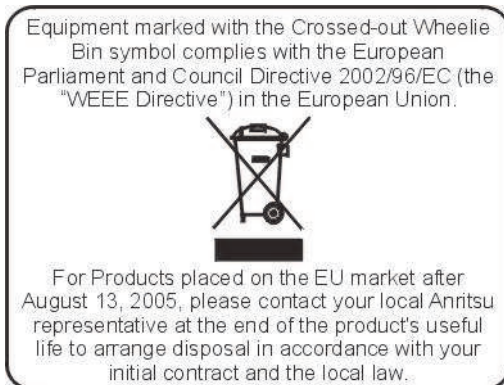 Equipment marked with the Crossed-out Wheelie
Bin symbol complies with the European
Parliament and Council Directive 2002/96/EC (the
“WEEE Directive”) in the European Union.
For Products placed on the EU market after
August 13, 2005, please contact your local Anritsu
representative at the end of the product's useful
life to arrange disposal in accordance with your
initial contract and the local law.